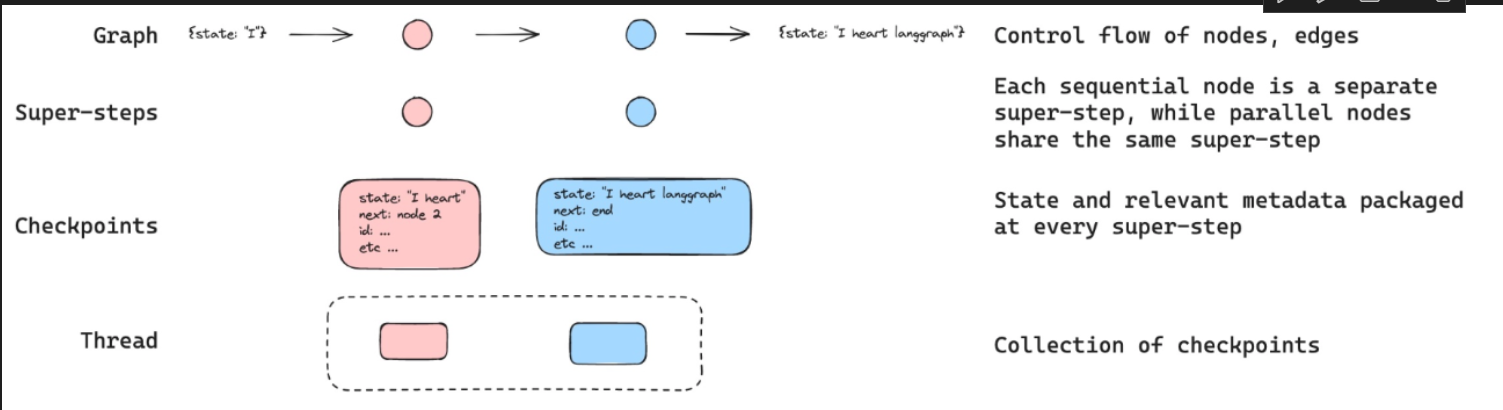 Graph
{state: "I"}
{state: "I heart langgraph"}
Control flow of nodes, edges
Super-steps
Each sequential node is a separate
super-step, while parallel nodes
share the same super-step
Checkpoints
state: "I heart"
next: node 2
id: ...
etc ...
state: "I heart langgraph"
next: end
id: ...
etc ...
State and relevant metadata packaged
at every super-step
Thread
Collection of checkpoints